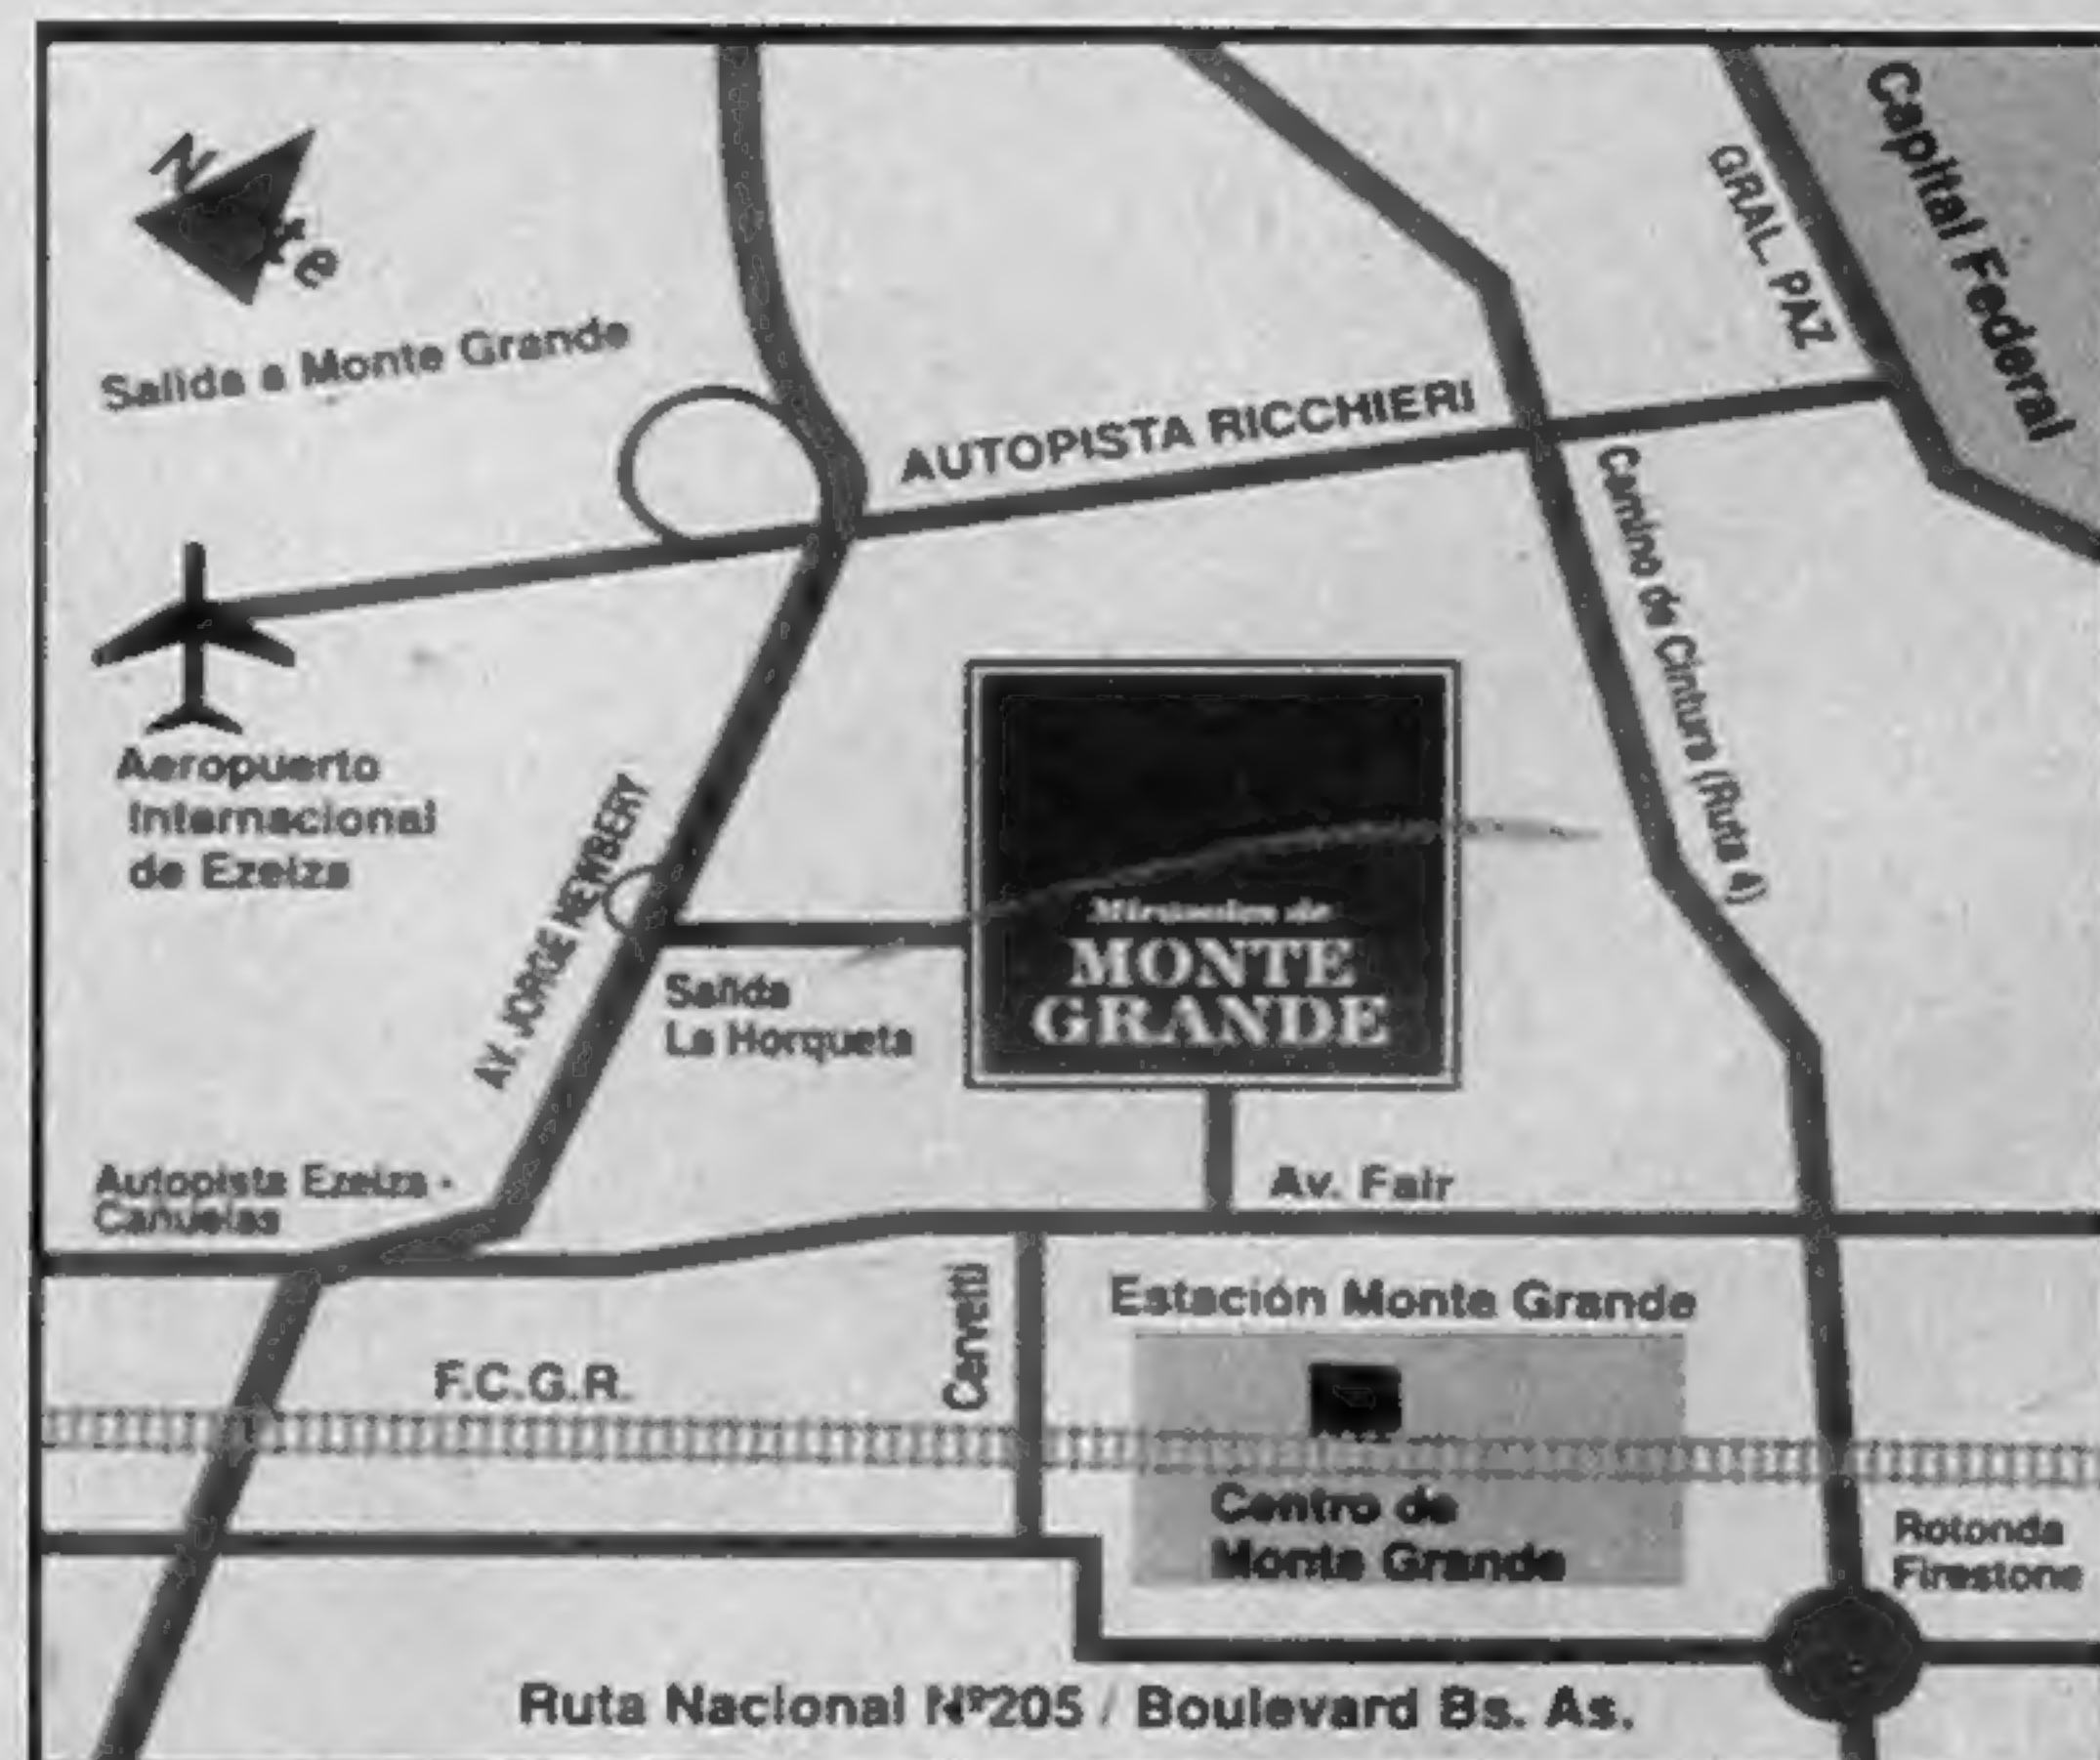 Capital Federal
GRAL. PAZ
Salida a Monte Grande
AUTOPISTA RICCHIERI
Camino de Cintura (Ruta 4)
Aeropuerto
Internacional
de Ezeiza
AV. JORGE NEWBERY
de
MONTE
GRANDE
Salida
La Horqueta
Autopista Ezeiza -
Cañuelas
Av. Fair
Cervetti
Estación Monte Grande
F.C.G.R.
Centro de
Monte Grande
Rotonda
Firestone
Ruta Nacional Nº205 / Boulevard Bs. As.